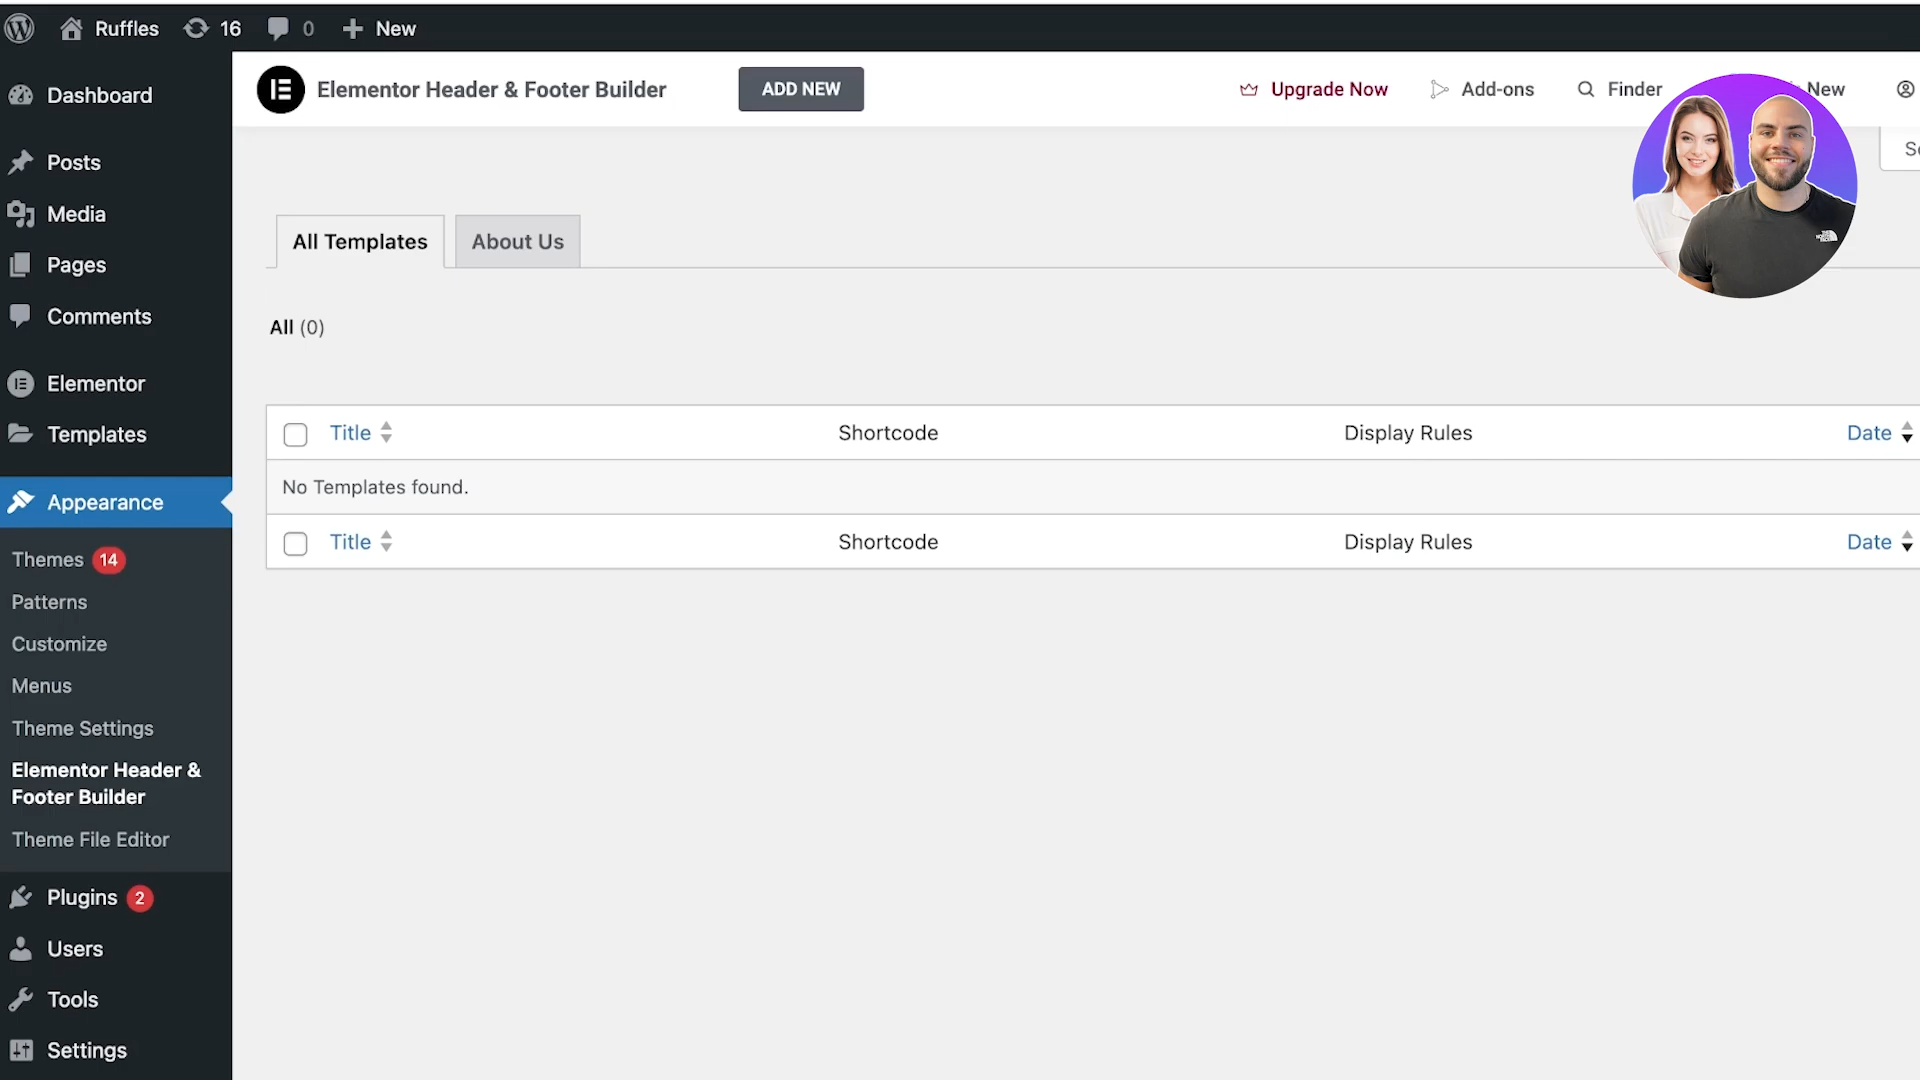 Ruffles 16 0 New
Dashboard
Posts
Media
Pages
Comments
Elementor
Templates
Appearance
Themes 14
Patterns
Customize
Menus
Theme Settings
Elementor Header &
Footer Builder
Theme File Editor
Plugins 2
Users
Tools
Settings
Elementor Header & Footer Builder ADD NEW Upgrade Now Add-ons Finder New
All Templates About Us
All (0)
Title Shortcode Display Rules Date
No Templates found.
Title Shortcode Display Rules Date